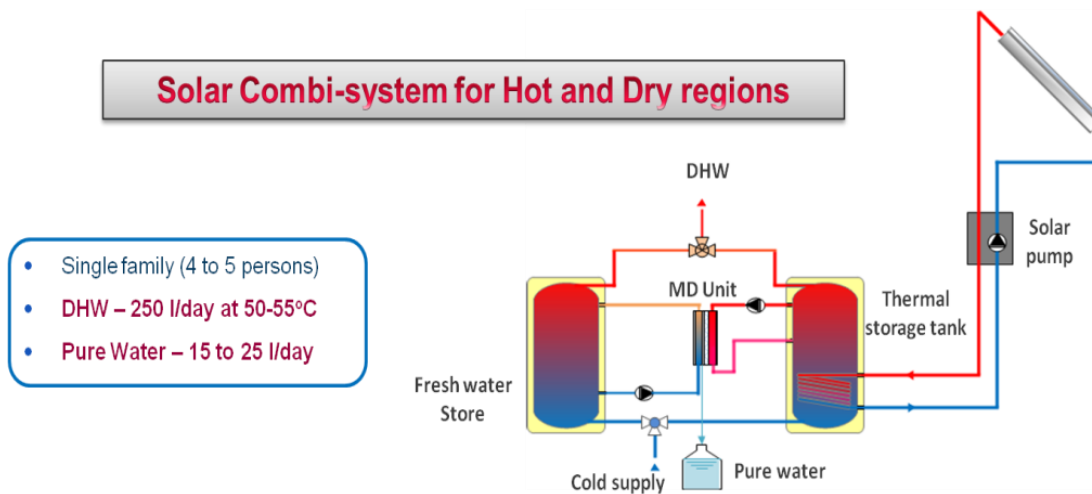 Solar Combi-system for Hot and Dry regions
• Single family (4 to 5 persons)
• DHW – 250 l/day at 50-55°C
• Pure Water – 15 to 25 l/day
DHW
Solar
pump
MD Unit
Thermal
storage tank
Fresh water
Store
Cold supply
Pure water